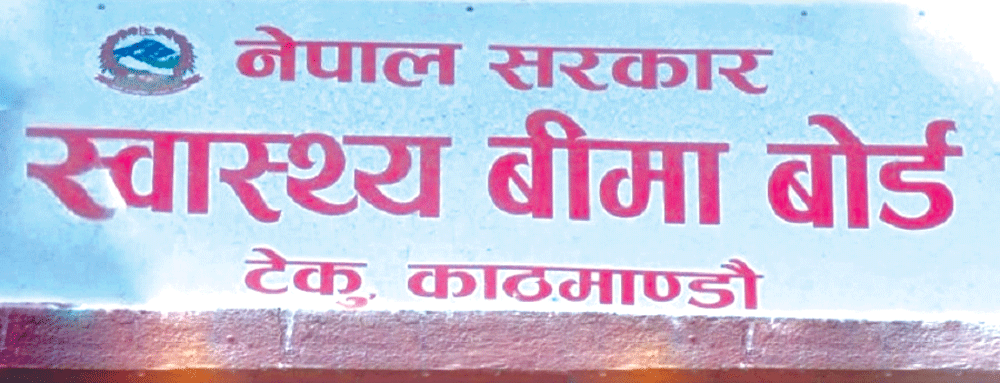 नेपाल सरकार
स्वास्थ्य बीमा बोर्ड
टेकु, काठमाण्डौ